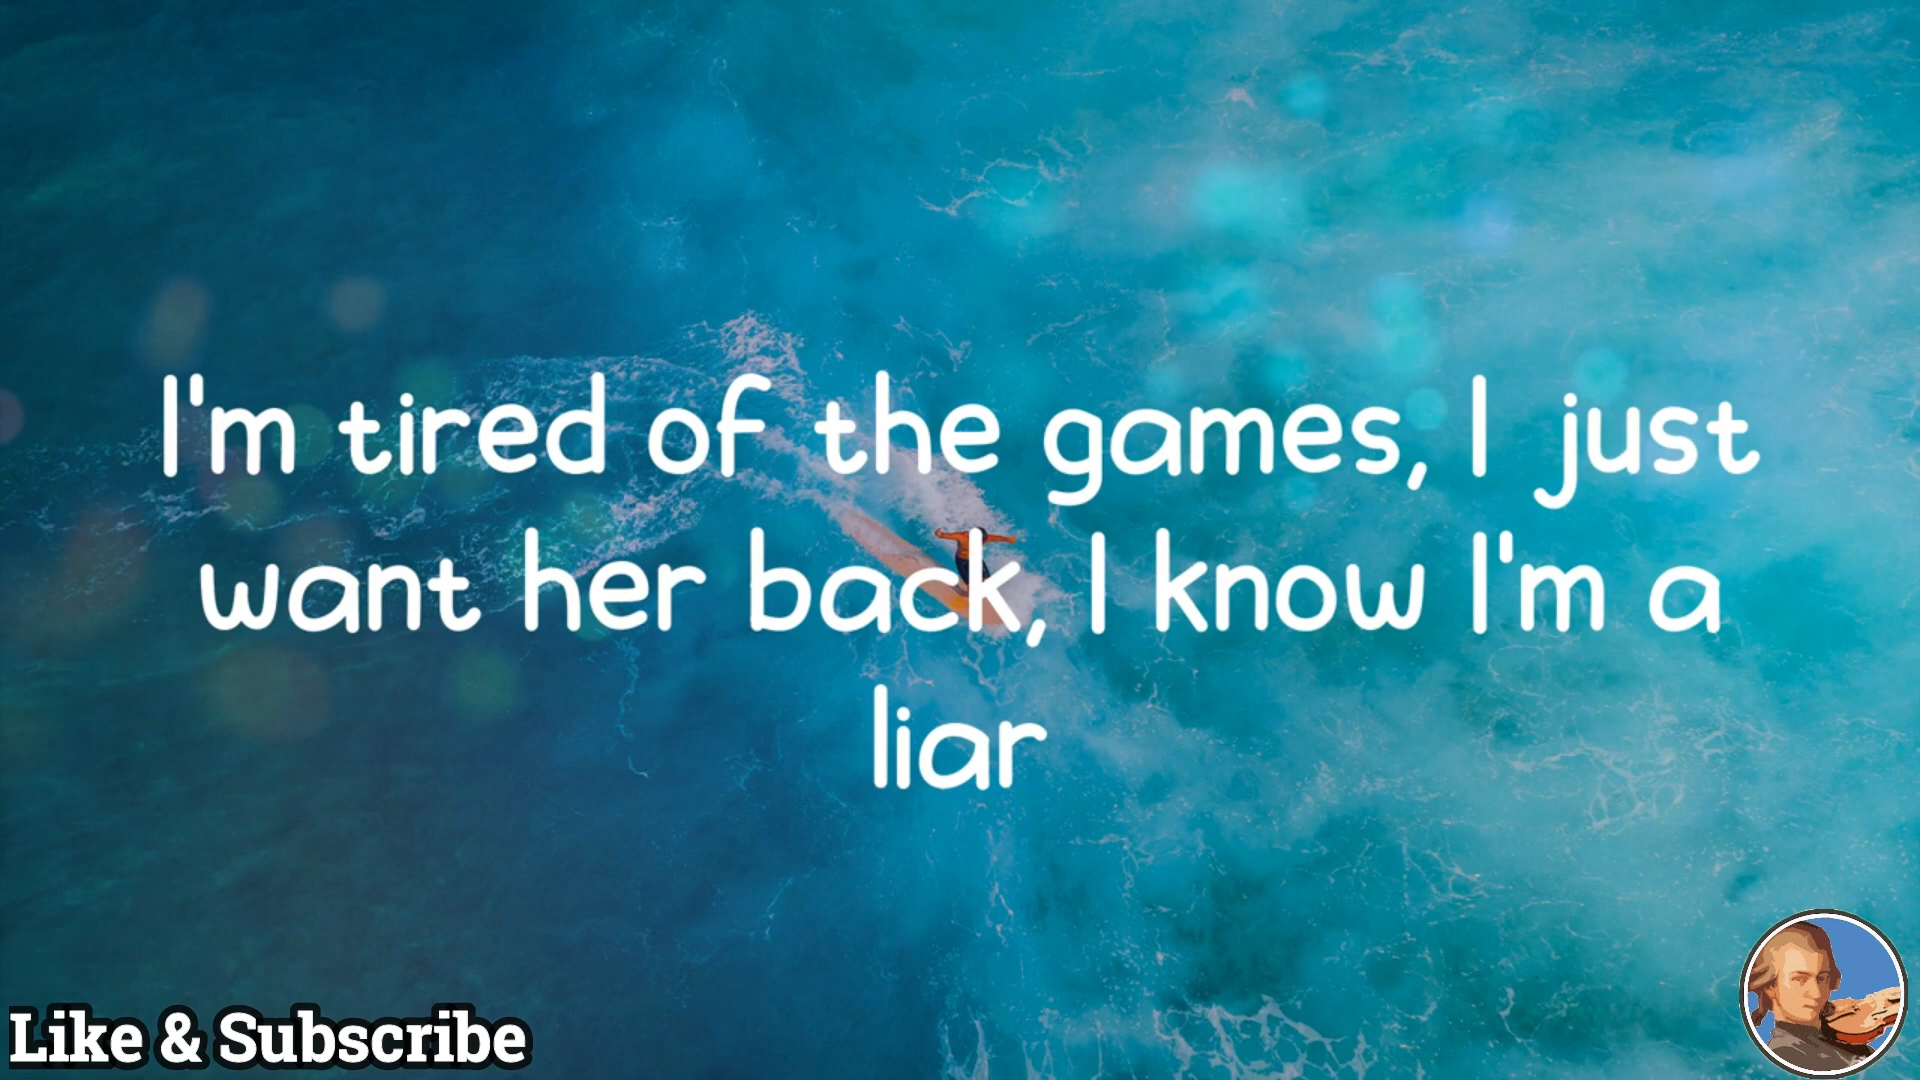 I'm tired of the games, I just
want her back, I know I'm a
liar
Like & Subscribe